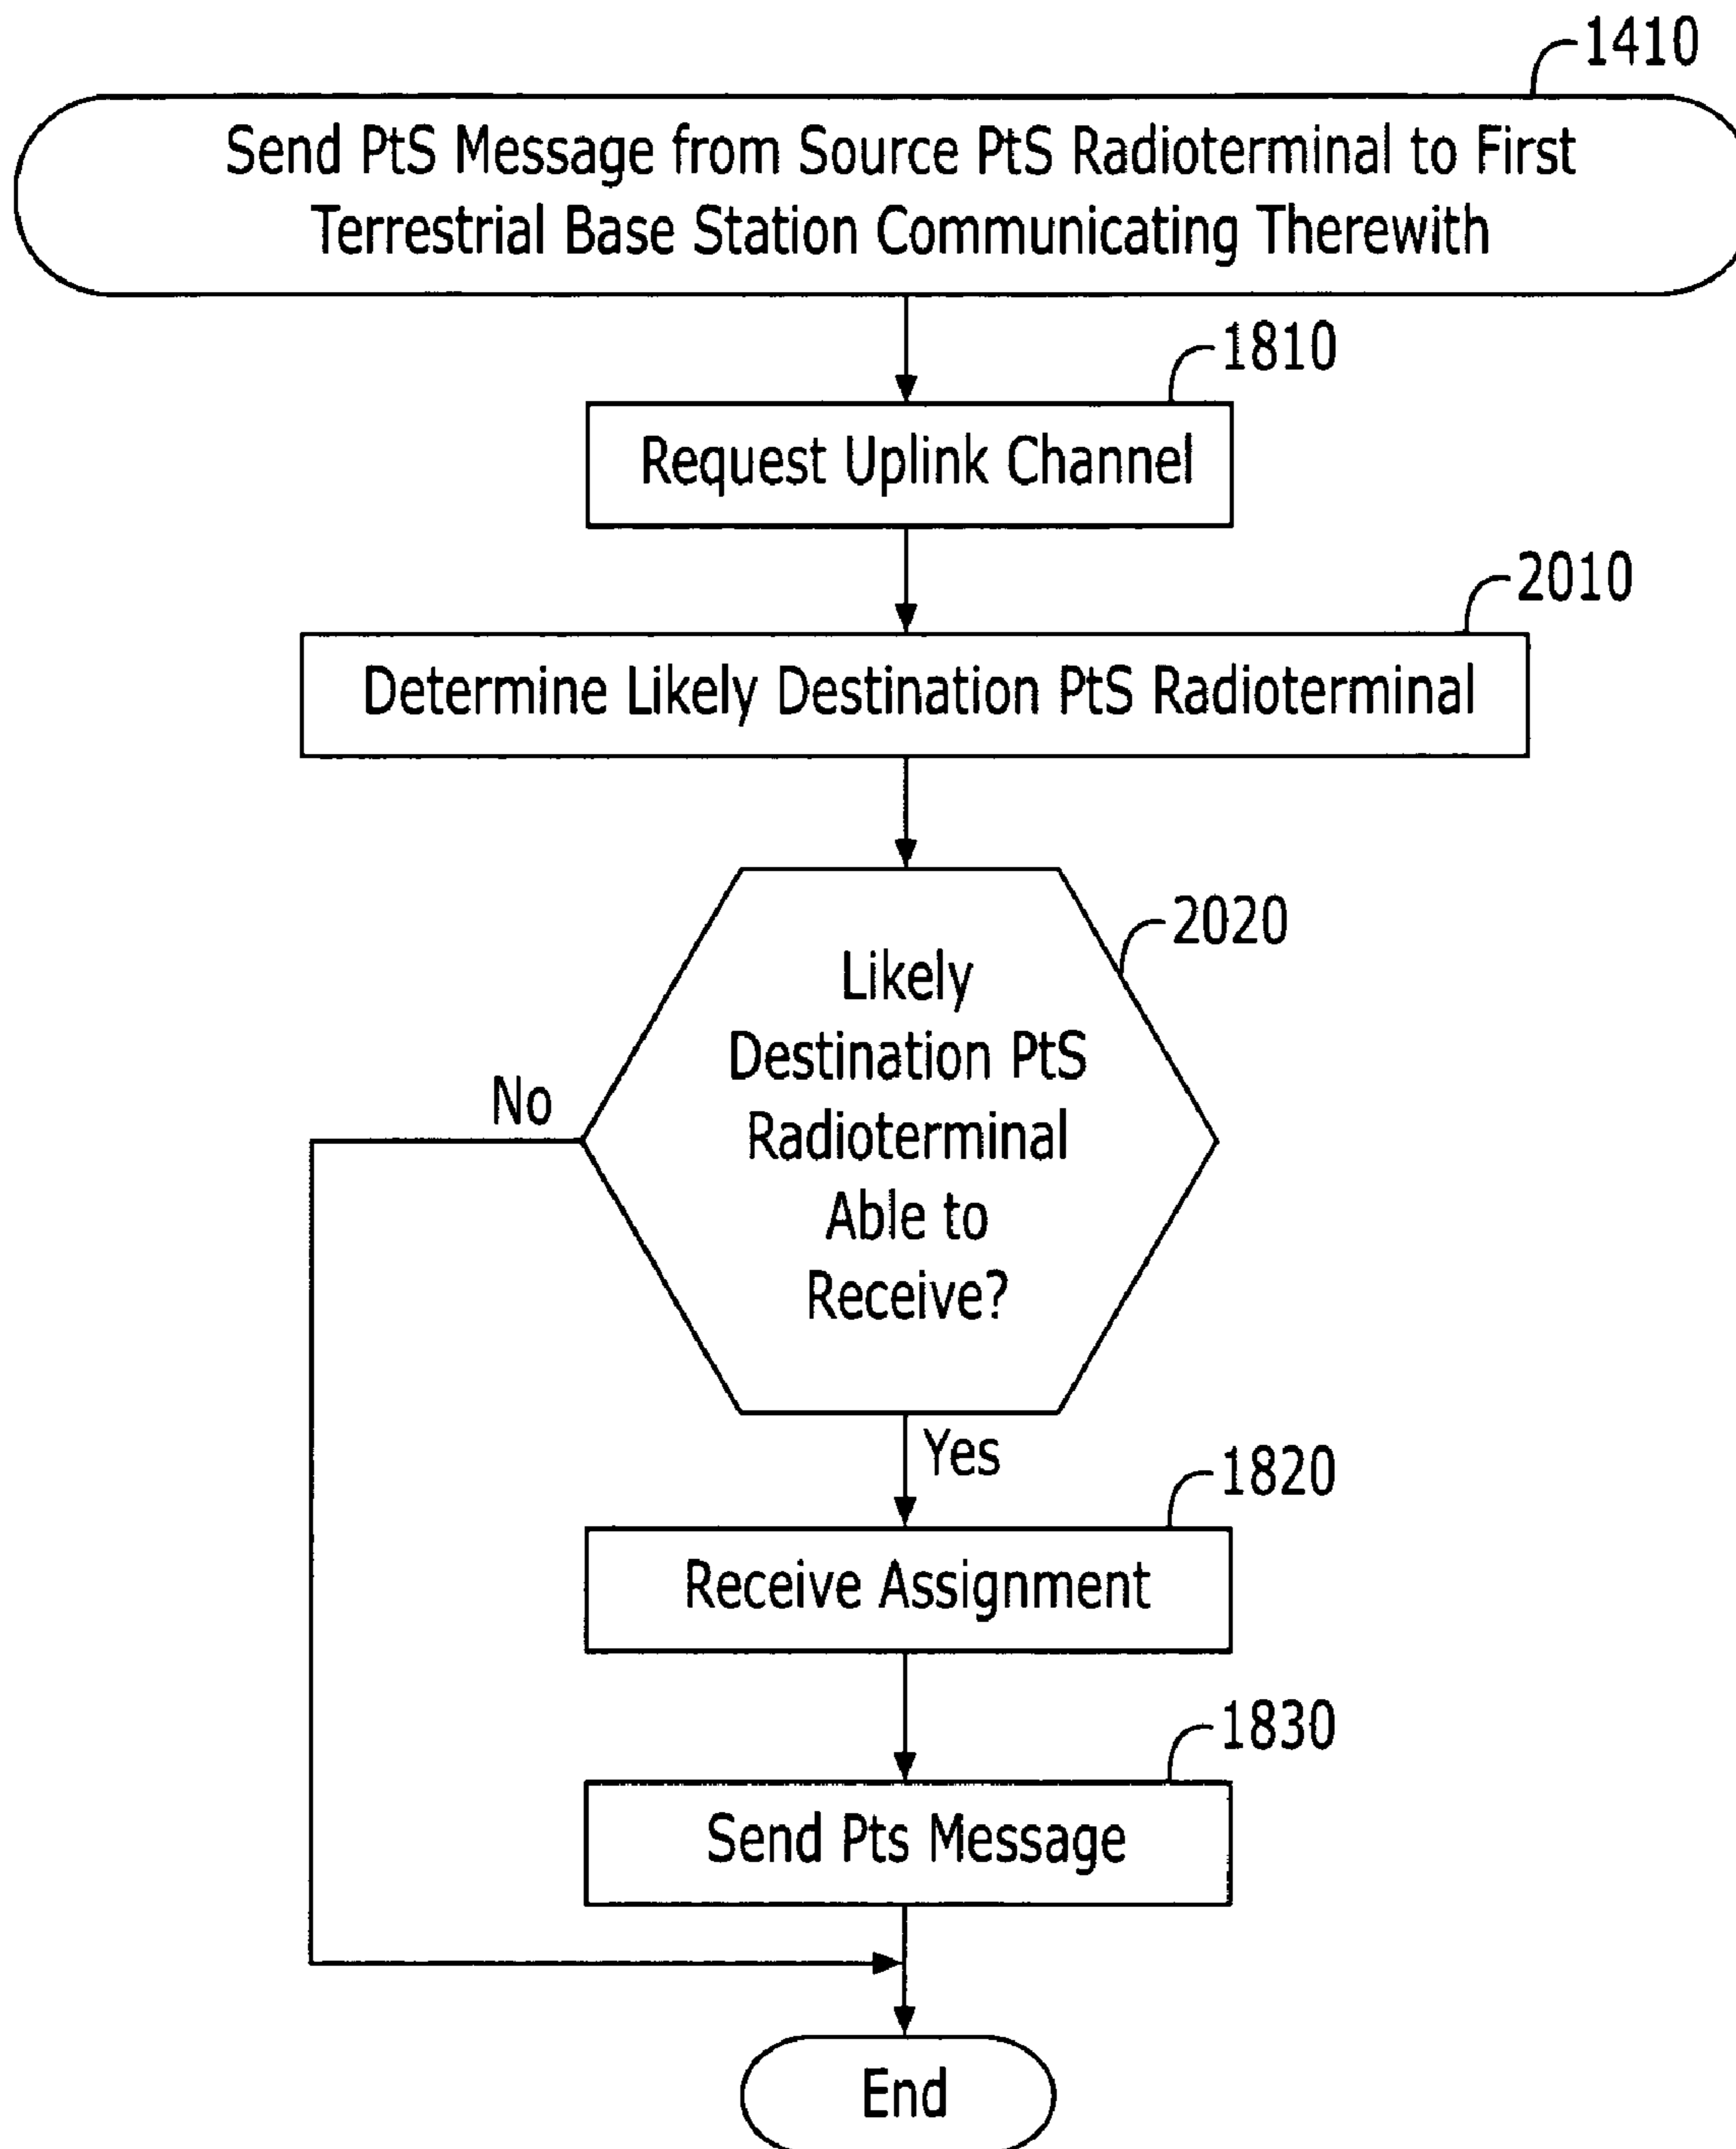 1410
Send PtS Message from Source PtS Radioterminal to First
Terrestrial Base Station Communicating Therewith
1810
Request Uplink Channel
2010
Determine Likely Destination PtS Radioterminal
2020
Likely
Destination PtS
Radioterminal
Able to
Receive?
No
Yes
1820
Receive Assignment
1830
Send Pts Message
End